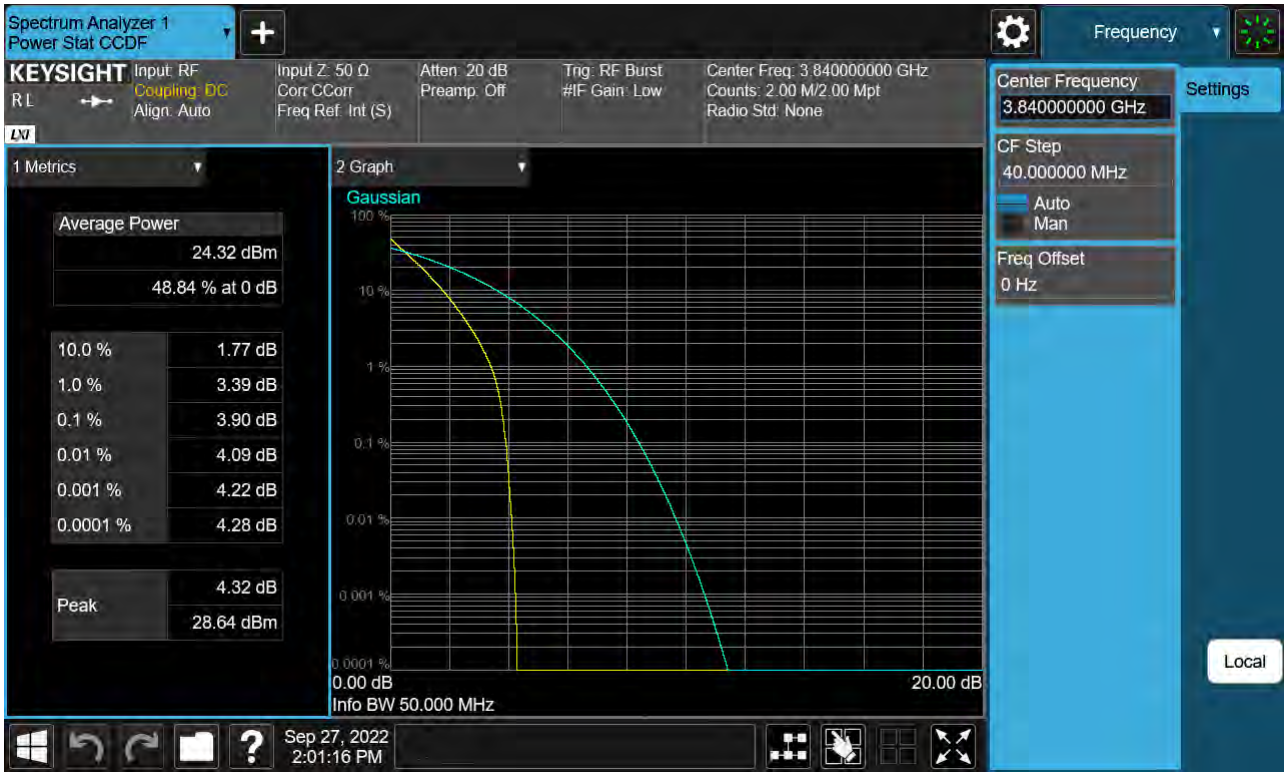 Spectrum Analyzer 1
Power Stat CCDF
+
Frequency
KEYSIGHT
RL
LXI
Input: RF
Coupling: DC
Align: Auto
Input Z: 50 Ω
Corr CCorr
Freq Ref: Int (S)
Atten: 20 dB
Preamp: Off
Trig: RF Burst
#IF Gain: Low
Center Freq: 3.840000000 GHz
Counts: 2.00 M/2.00 Mpt
Radio Std: None
1 Metrics
Average Power
24.32 dBm
48.84 % at 0 dB
10.0 % 1.77 dB
1.0 % 3.39 dB
0.1 % 3.90 dB
0.01 % 4.09 dB
0.001 % 4.22 dB
0.0001 % 4.28 dB
Peak
4.32 dB
28.64 dBm
2 Graph
Gaussian
100 %
10 %
1 %
0.1 %
0.01 %
0.001 %
0.0001 %
0.00 dB 20.00 dB
Info BW 50.000 MHz
Center Frequency
3.840000000 GHz
CF Step
40.000000 MHz
Auto
Man
Freq Offset
0 Hz
Settings
Local
?
Sep 27, 2022
2:01:16 PM